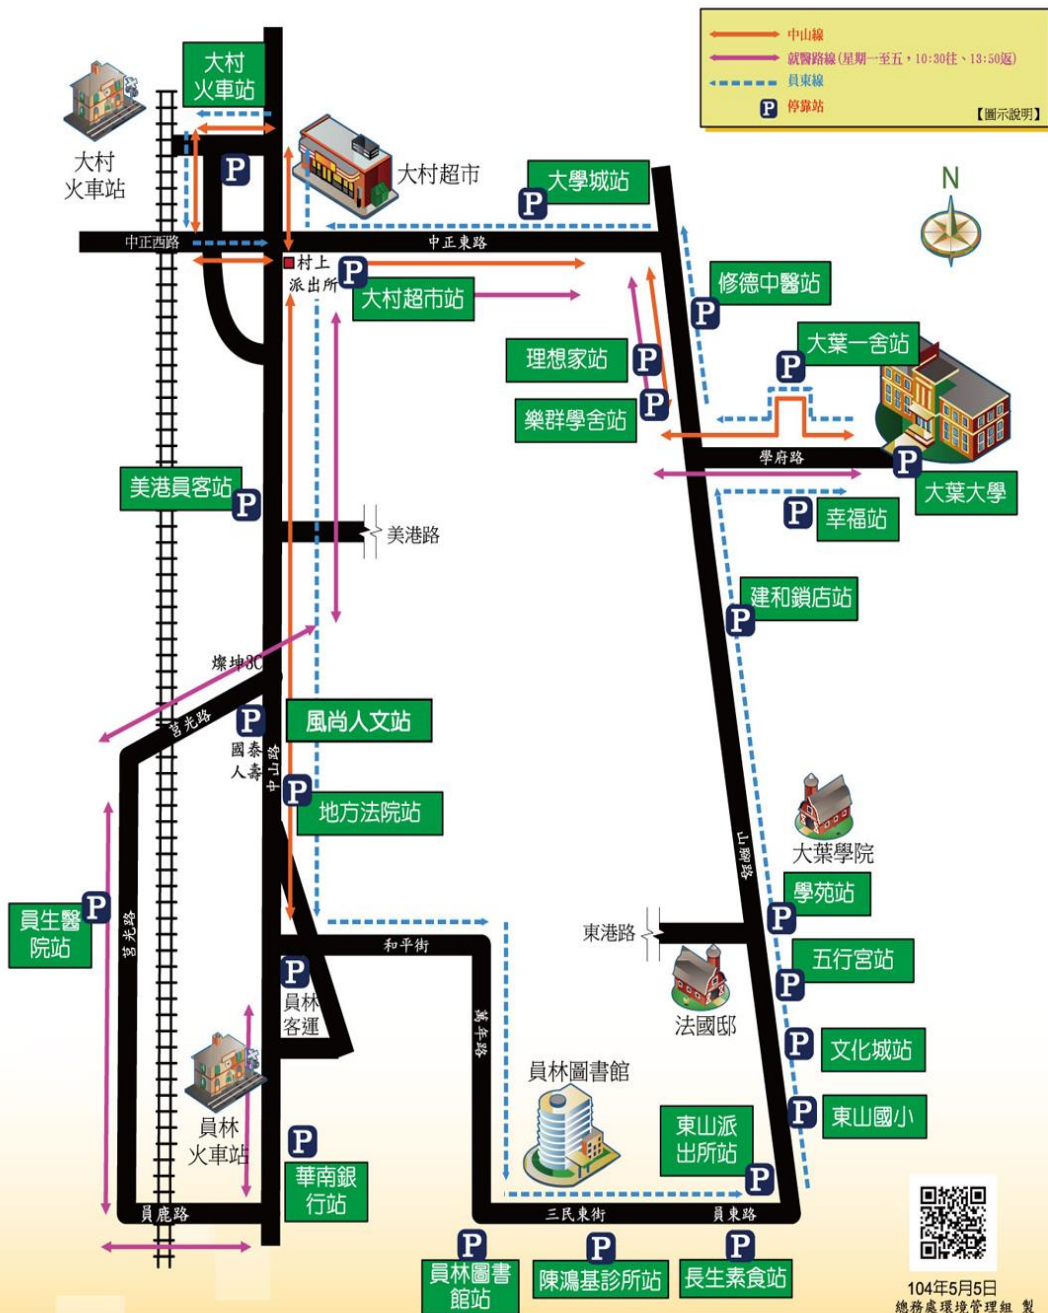 中山線
就醫路線(星期一至五，10:30往、13:50返)
員東線
P 停靠站
【圖示說明】
大村
火車站
大村
火車站
P
大村超市
大學城站
P
N
中正西路
中正東路
村上
派出所
P
大村超市站
修德中醫站
P
理想家站
P
樂群學舍站
P
大葉一舍站
P
學府路
P
大葉大學
美港員客站
P
美港路
P
幸福站
建和鎖店站
P
燦坤3C
莒光路
P
國泰
人壽
風尚人文站
中山路
P
地方法院站
山腳路
大葉學院
學苑站
P
員生醫
院站
P
莒光路
東港路
五行宮站
P
和平街
P
員林
客運
萬年路
法國邸
文化城站
P
員林圖書館
東山派
出所站
P
東山國小
P
員林
火車站
P
華南銀
行站
員鹿路
三民東街
員東路
P
員林圖書
館站
P
陳鴻基診所站
P
長生素食站
104年5月5日
總務處環境管理組 製